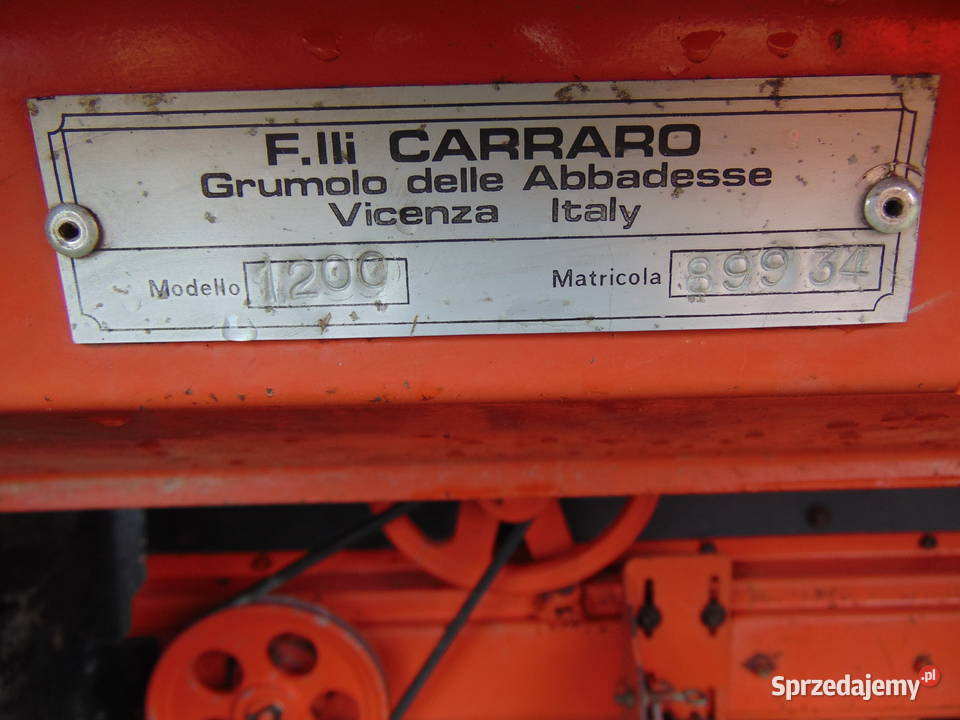 F.lli CARRARO
Grumolo delle Abbadesse
Vicenza Italy
Modello 1200 Matricola 89934
Sprzedajemy.pl